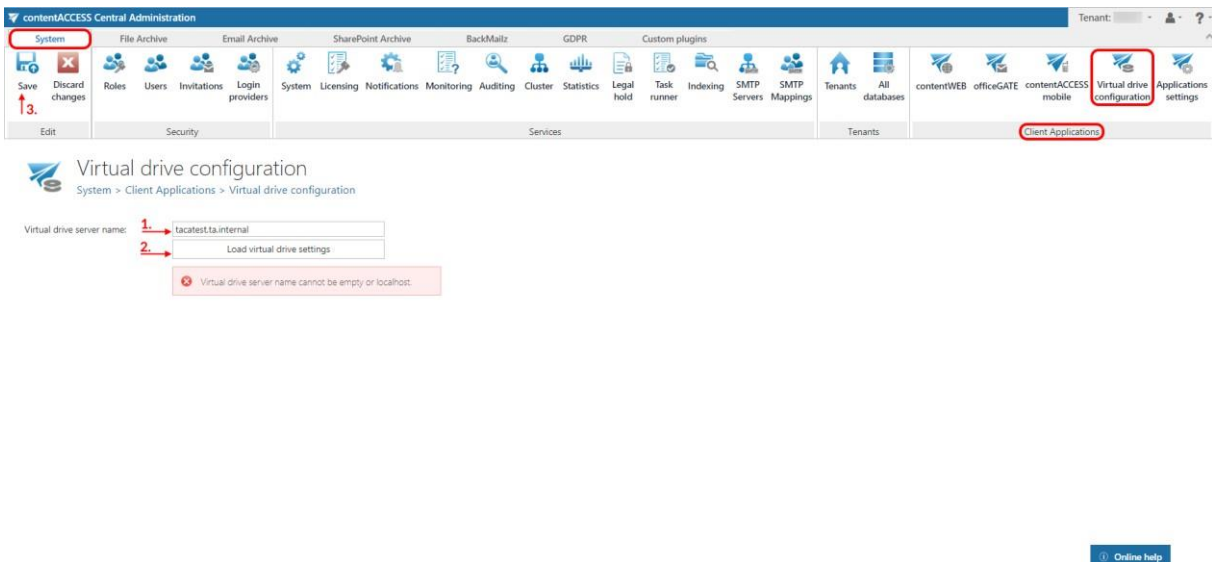 contentACCESS Central Administration
Tenant:
?
System File Archive Email Archive SharePoint Archive BackMailz GDPR Custom plugins
Save Discard changes Roles Users Invitations Login providers System Licensing Notifications Monitoring Auditing Cluster Statistics Legal hold Task runner Indexing SMTP Servers SMTP Mappings Tenants All databases contentWEB officeGATE contentACCESS mobile Virtual drive configuration Applications settings
3.
Edit Security Services Tenants Client Applications
Virtual drive configuration
System > Client Applications > Virtual drive configuration
Virtual drive server name: 1. tacatest.ta.internal
2. Load virtual drive settings
Virtual drive server name cannot be empty or localhost.
Online help